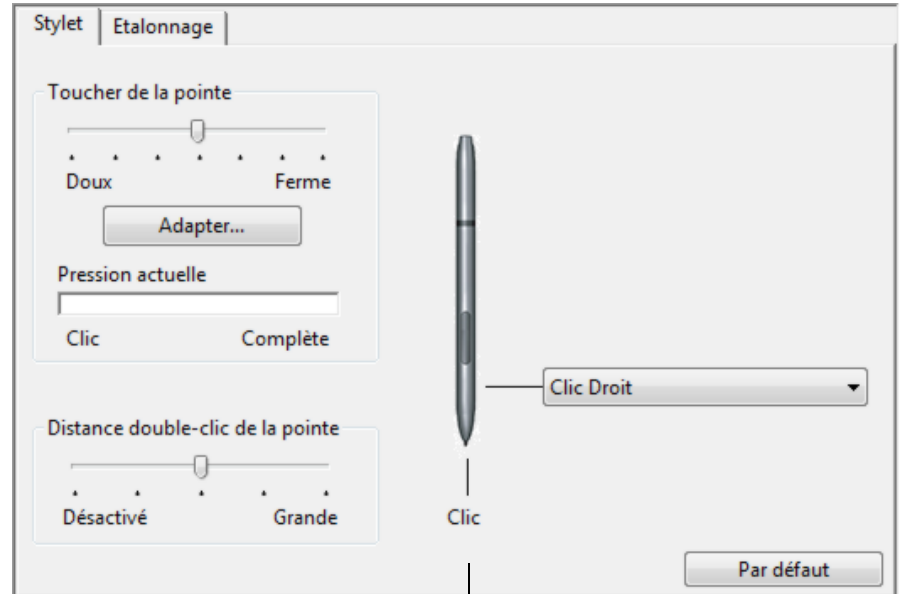 Stylet Etalonnage
Toucher de la pointe
Doux Ferme
Adapter...
Pression actuelle
Clic Complète
Clic Droit
Distance double-clic de la pointe
Désactivé Grande
Clic
Par défaut